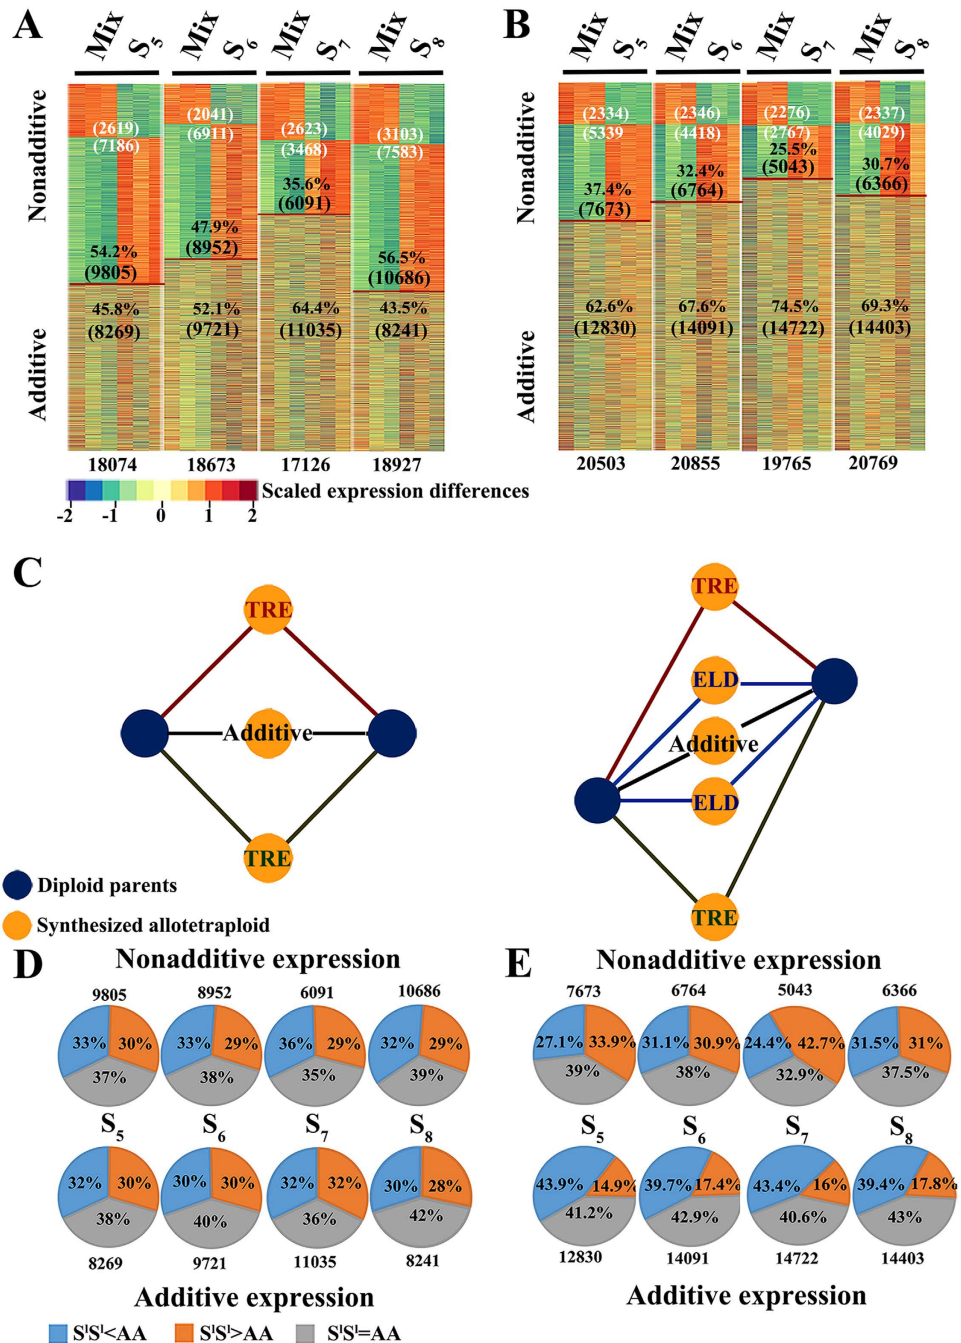 A
Mix S5 Mix S6 Mix S7 Mix S8
Nonadditive
Additive
(2619) (2041) (2623) (3103)
(7186) (6911) (3468) (7583)
54.2% 47.9% 35.6% 56.5%
(9805) (8952) (6091) (10686)
45.8% 52.1% 64.4% 43.5%
(8269) (9721) (11035) (8241)
18074 18673 17126 18927
-2 -1 0 1 2
Scaled expression differences
B
Mix S5 Mix S6 Mix S7 Mix S8
Nonadditive
Additive
(2334) (2346) (2276) (2337)
(5339 (4418) (2767) (4029)
37.4% 32.4% 25.5% 30.7%
(7673) (6764) (5043) (6366)
62.6% 67.6% 74.5% 69.3%
(12830) (14091) (14722) (14403)
20503 20855 19765 20769
C
TRE
Additive
TRE
TRE
ELD
Additive
ELD
TRE
Diploid parents
Synthesized allotetraploid
D
Nonadditive expression
9805 8952 6091 10686
33% 30% 33% 29% 36% 29% 32% 29%
37% 38% 35% 39%
S5 S6 S7 S8
32% 30% 30% 30% 32% 32% 30% 28%
38% 40% 36% 42%
8269 9721 11035 8241
Additive expression
SlSl<AA SlSl>AA SlSl=AA
E
Nonadditive expression
7673 6764 5043 6366
27.1% 33.9% 31.1% 30.9% 24.4% 42.7% 31.5% 31%
39% 38% 32.9% 37.5%
S5 S6 S7 S8
43.9% 14.9% 39.7% 17.4% 43.4% 16% 39.4% 17.8%
41.2% 42.9% 40.6% 43%
12830 14091 14722 14403
Additive expression